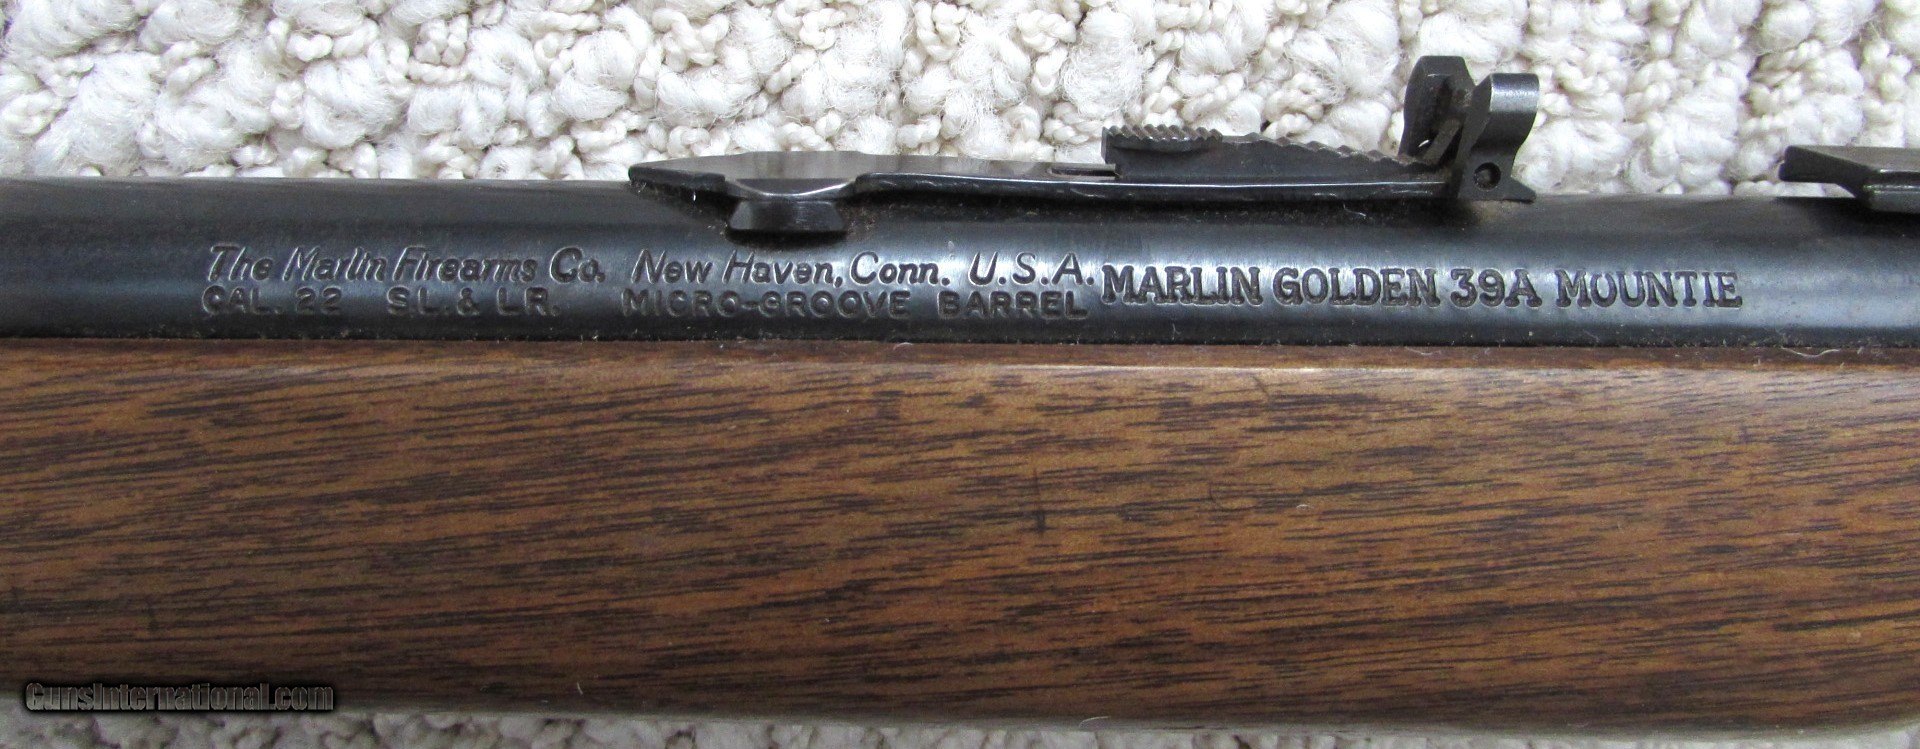 The Marlin Firearms Co. New Haven, Conn. U.S.A. MARLIN GOLDEN 39A MOUNTIE
CAL. 22 S.L. & L.R. MICRO-GROOVE BARREL
GunsInternational.com